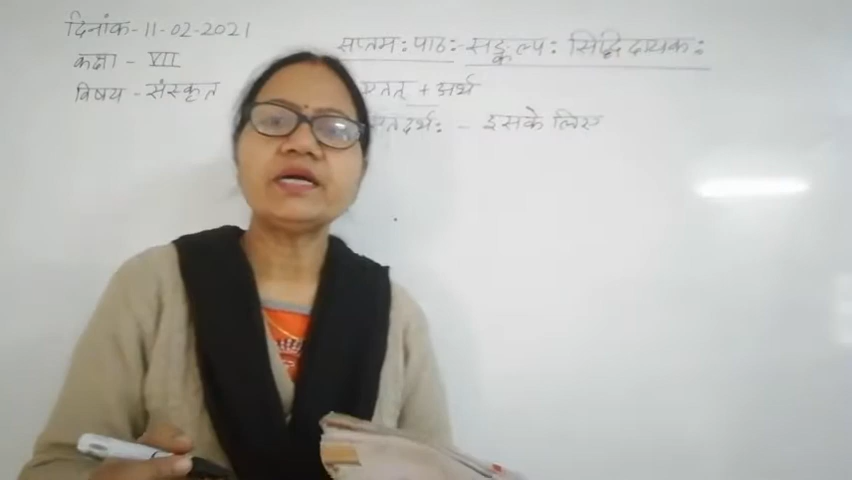 दिनांक-11-02-2021
सप्तम: पाठ:- सङ्कल्प: सिद्धिदायक:
कक्षा - VII
विषय - संस्कृत
एतत् + अर्थ
एतदर्थ: - इसके लिए